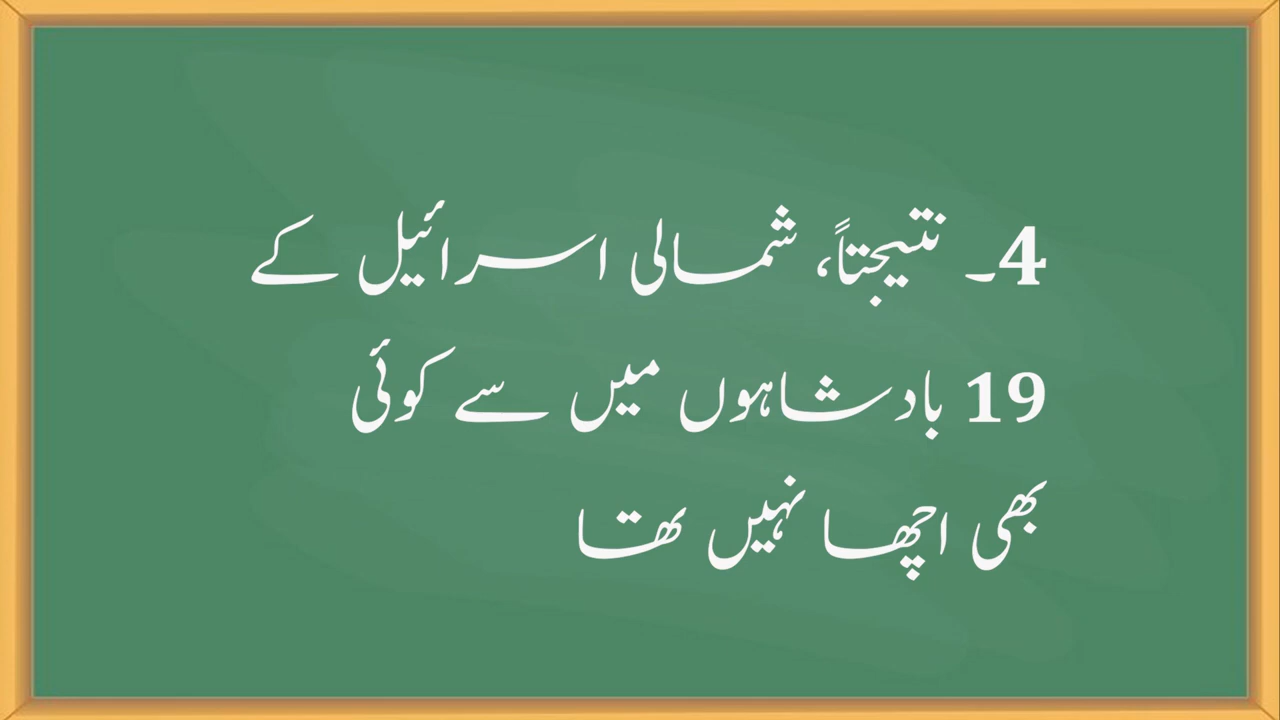 4۔ نتیجتاً، شمالی اسرائیل کے
19 بادشاہوں میں سے کوئی
بھی اچھا نہیں تھا